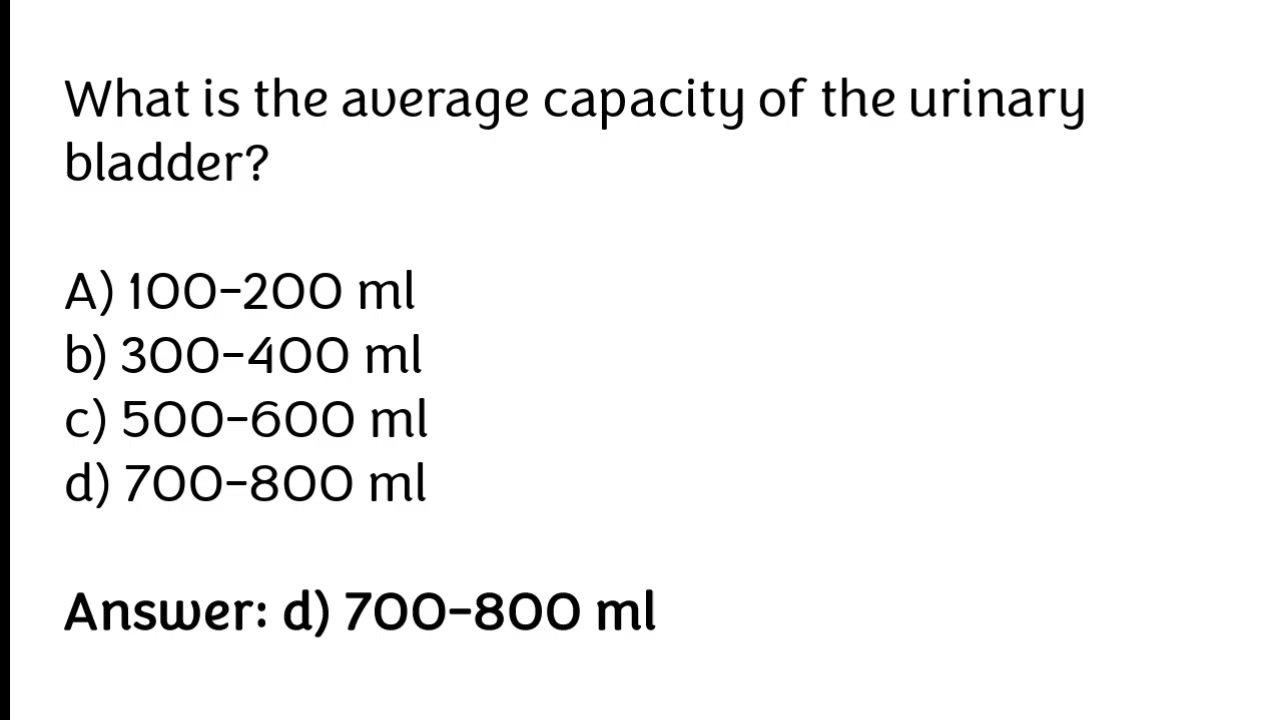 What is the average capacity of the urinary
bladder?
A) 100-200 ml
b) 300-400 ml
c) 500-600 ml
d) 700-800 ml
Answer: d) 700-800 ml